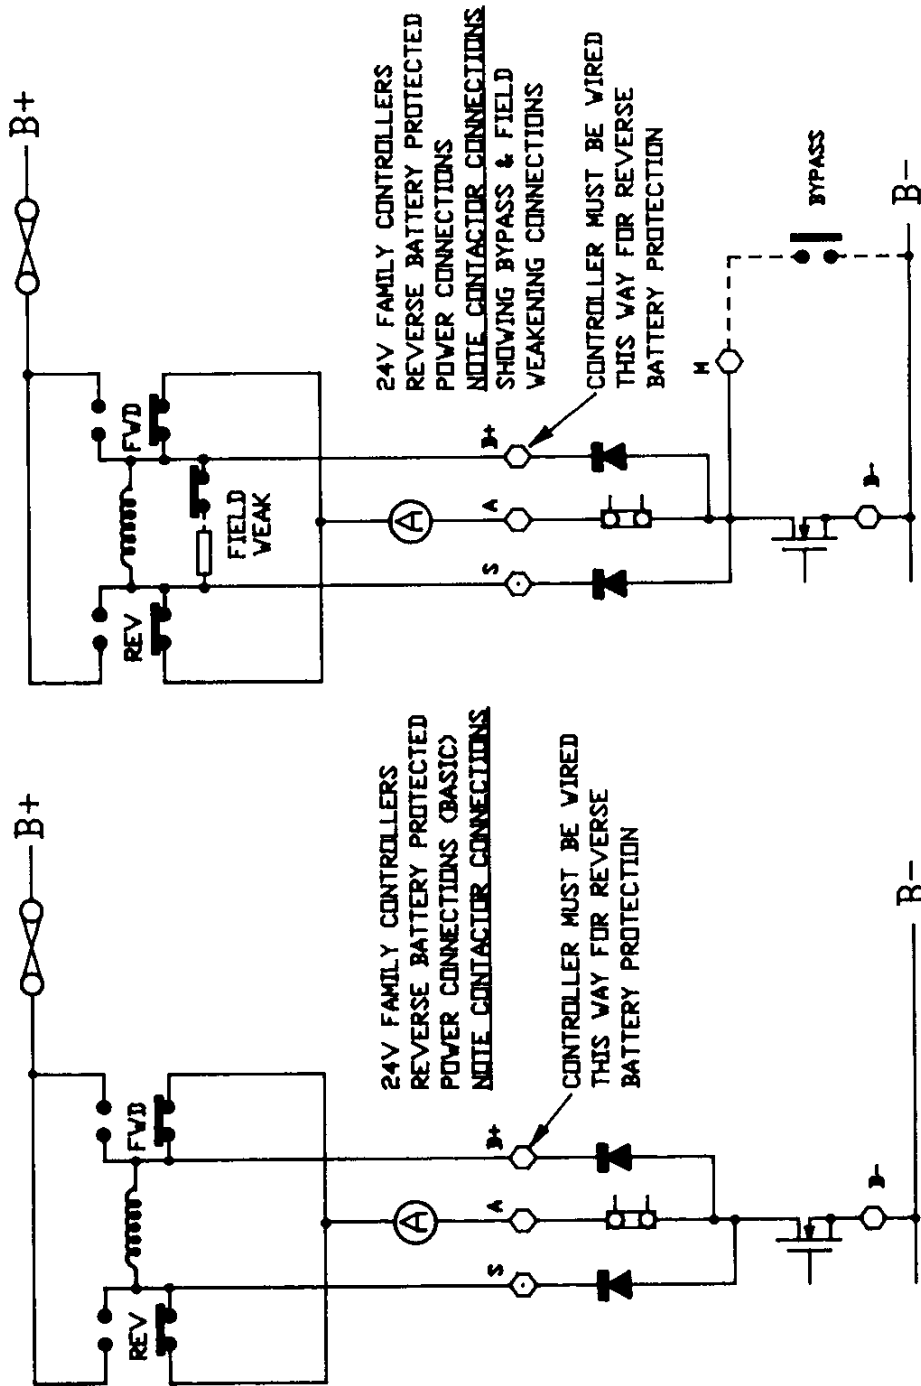 B+
REV
FWD
A
24V FAMILY CONTROLLERS
REVERSE BATTERY PROTECTED
POWER CONNECTIONS (BASIC)
NOTE CONTACTOR CONNECTIONS
S
A
B+
CONTROLLER MUST BE WIRED
THIS WAY FOR REVERSE
BATTERY PROTECTION
B-
B-
B+
REV
FWD
FIELD
WEAK
A
24V FAMILY CONTROLLERS
REVERSE BATTERY PROTECTED
POWER CONNECTIONS
NOTE CONTACTOR CONNECTIONS
SHOWING BYPASS & FIELD
WEAKENING CONNECTIONS
S
A
B+
CONTROLLER MUST BE WIRED
THIS WAY FOR REVERSE
BATTERY PROTECTION
M
BYPASS
B-
B-